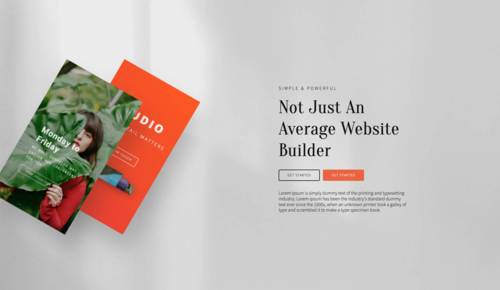 SIMPLE & POWERFUL
Not Just An
Average Website
Builder
GET STARTED
GET STARTED
Lorem Ipsum is simply dummy text of the printing and typesetting
industry. Lorem Ipsum has been the industry's standard dummy
text ever since the 1500s, when an unknown printer took a galley of
type and scrambled it to make a type specimen book.
Monday to
Friday
UDIO
AIL MATTERS